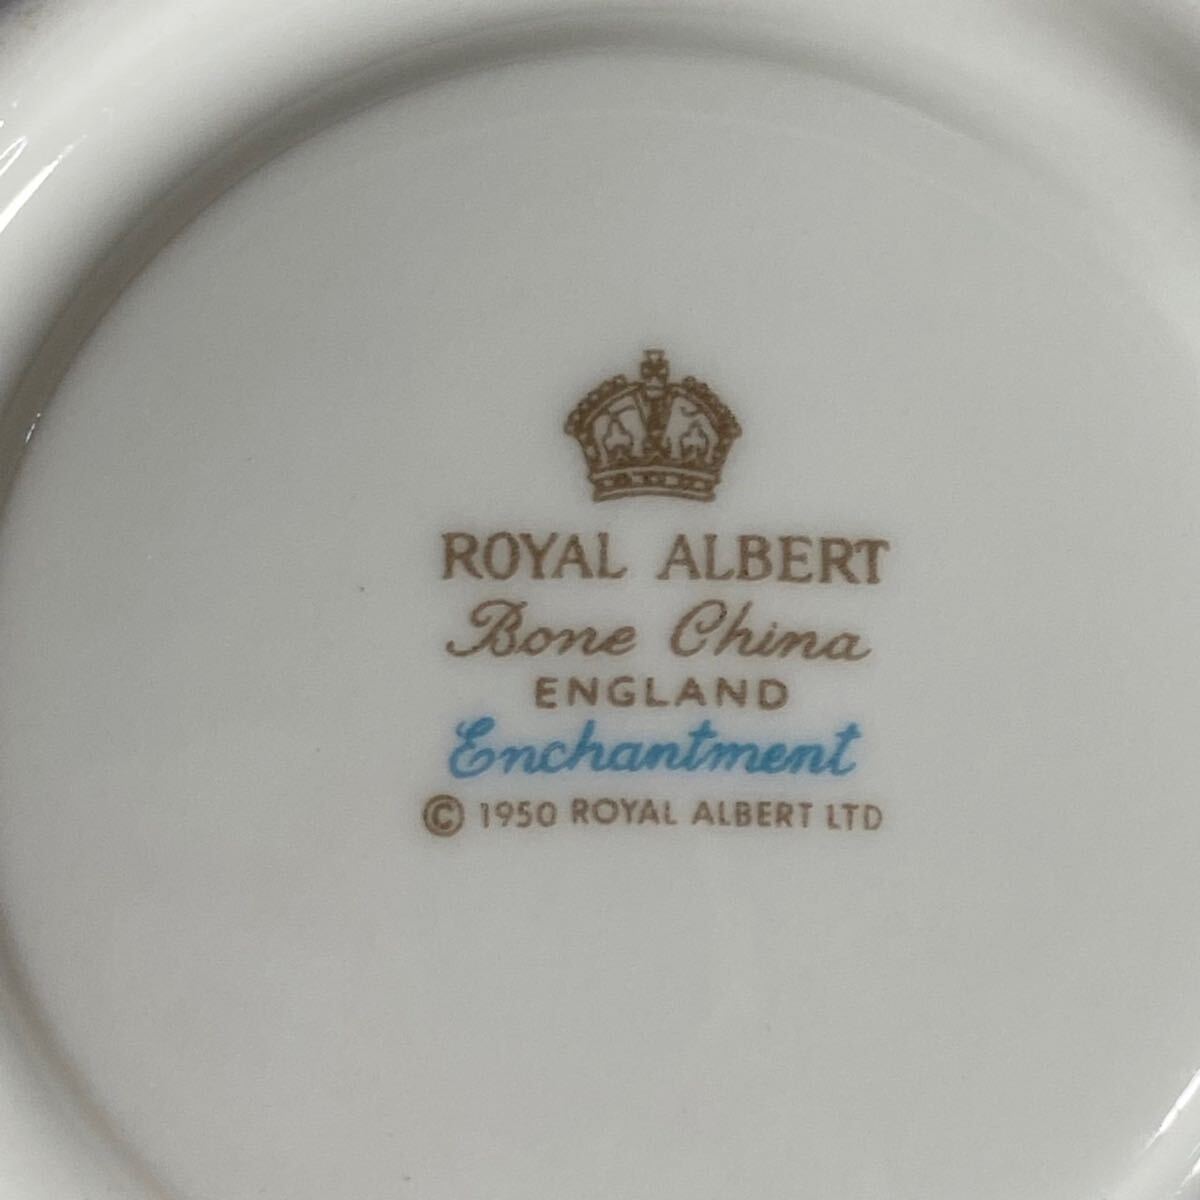 ROYAL ALBERT
Bone China
ENGLAND
Enchantment
© 1950 ROYAL ALBERT LTD